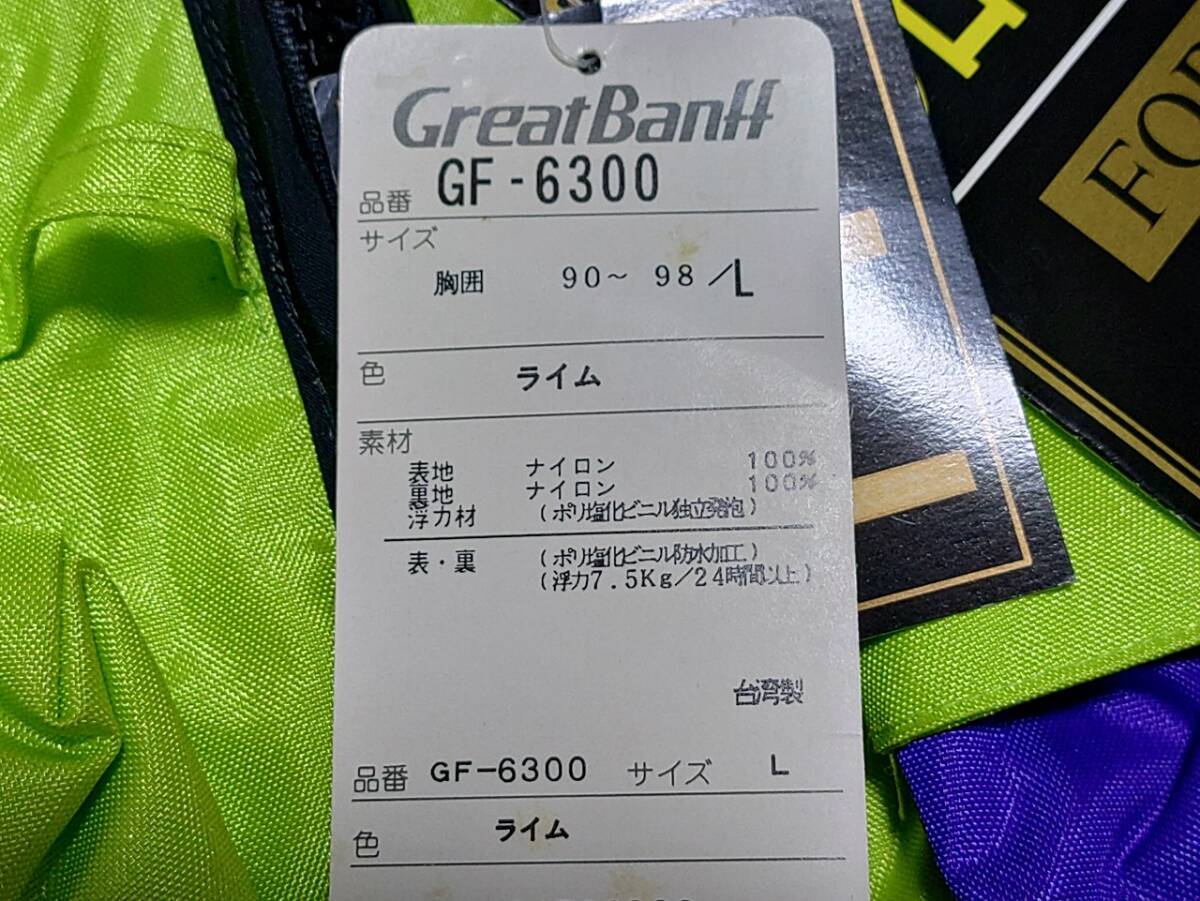 GreatBanff
品番 GF-6300
サイズ
胸囲 90～ 98／L
色 ライム
素材
表地 ナイロン 100%
裏地 ナイロン 100%
浮力材 (ポリ塩化ビニル独立発泡)
表・裏 (ポリ塩化ビニル防水加工)
(浮力7.5Kg／24時間以上)
台湾製
品番 GF-6300 サイズ L
色 ライム